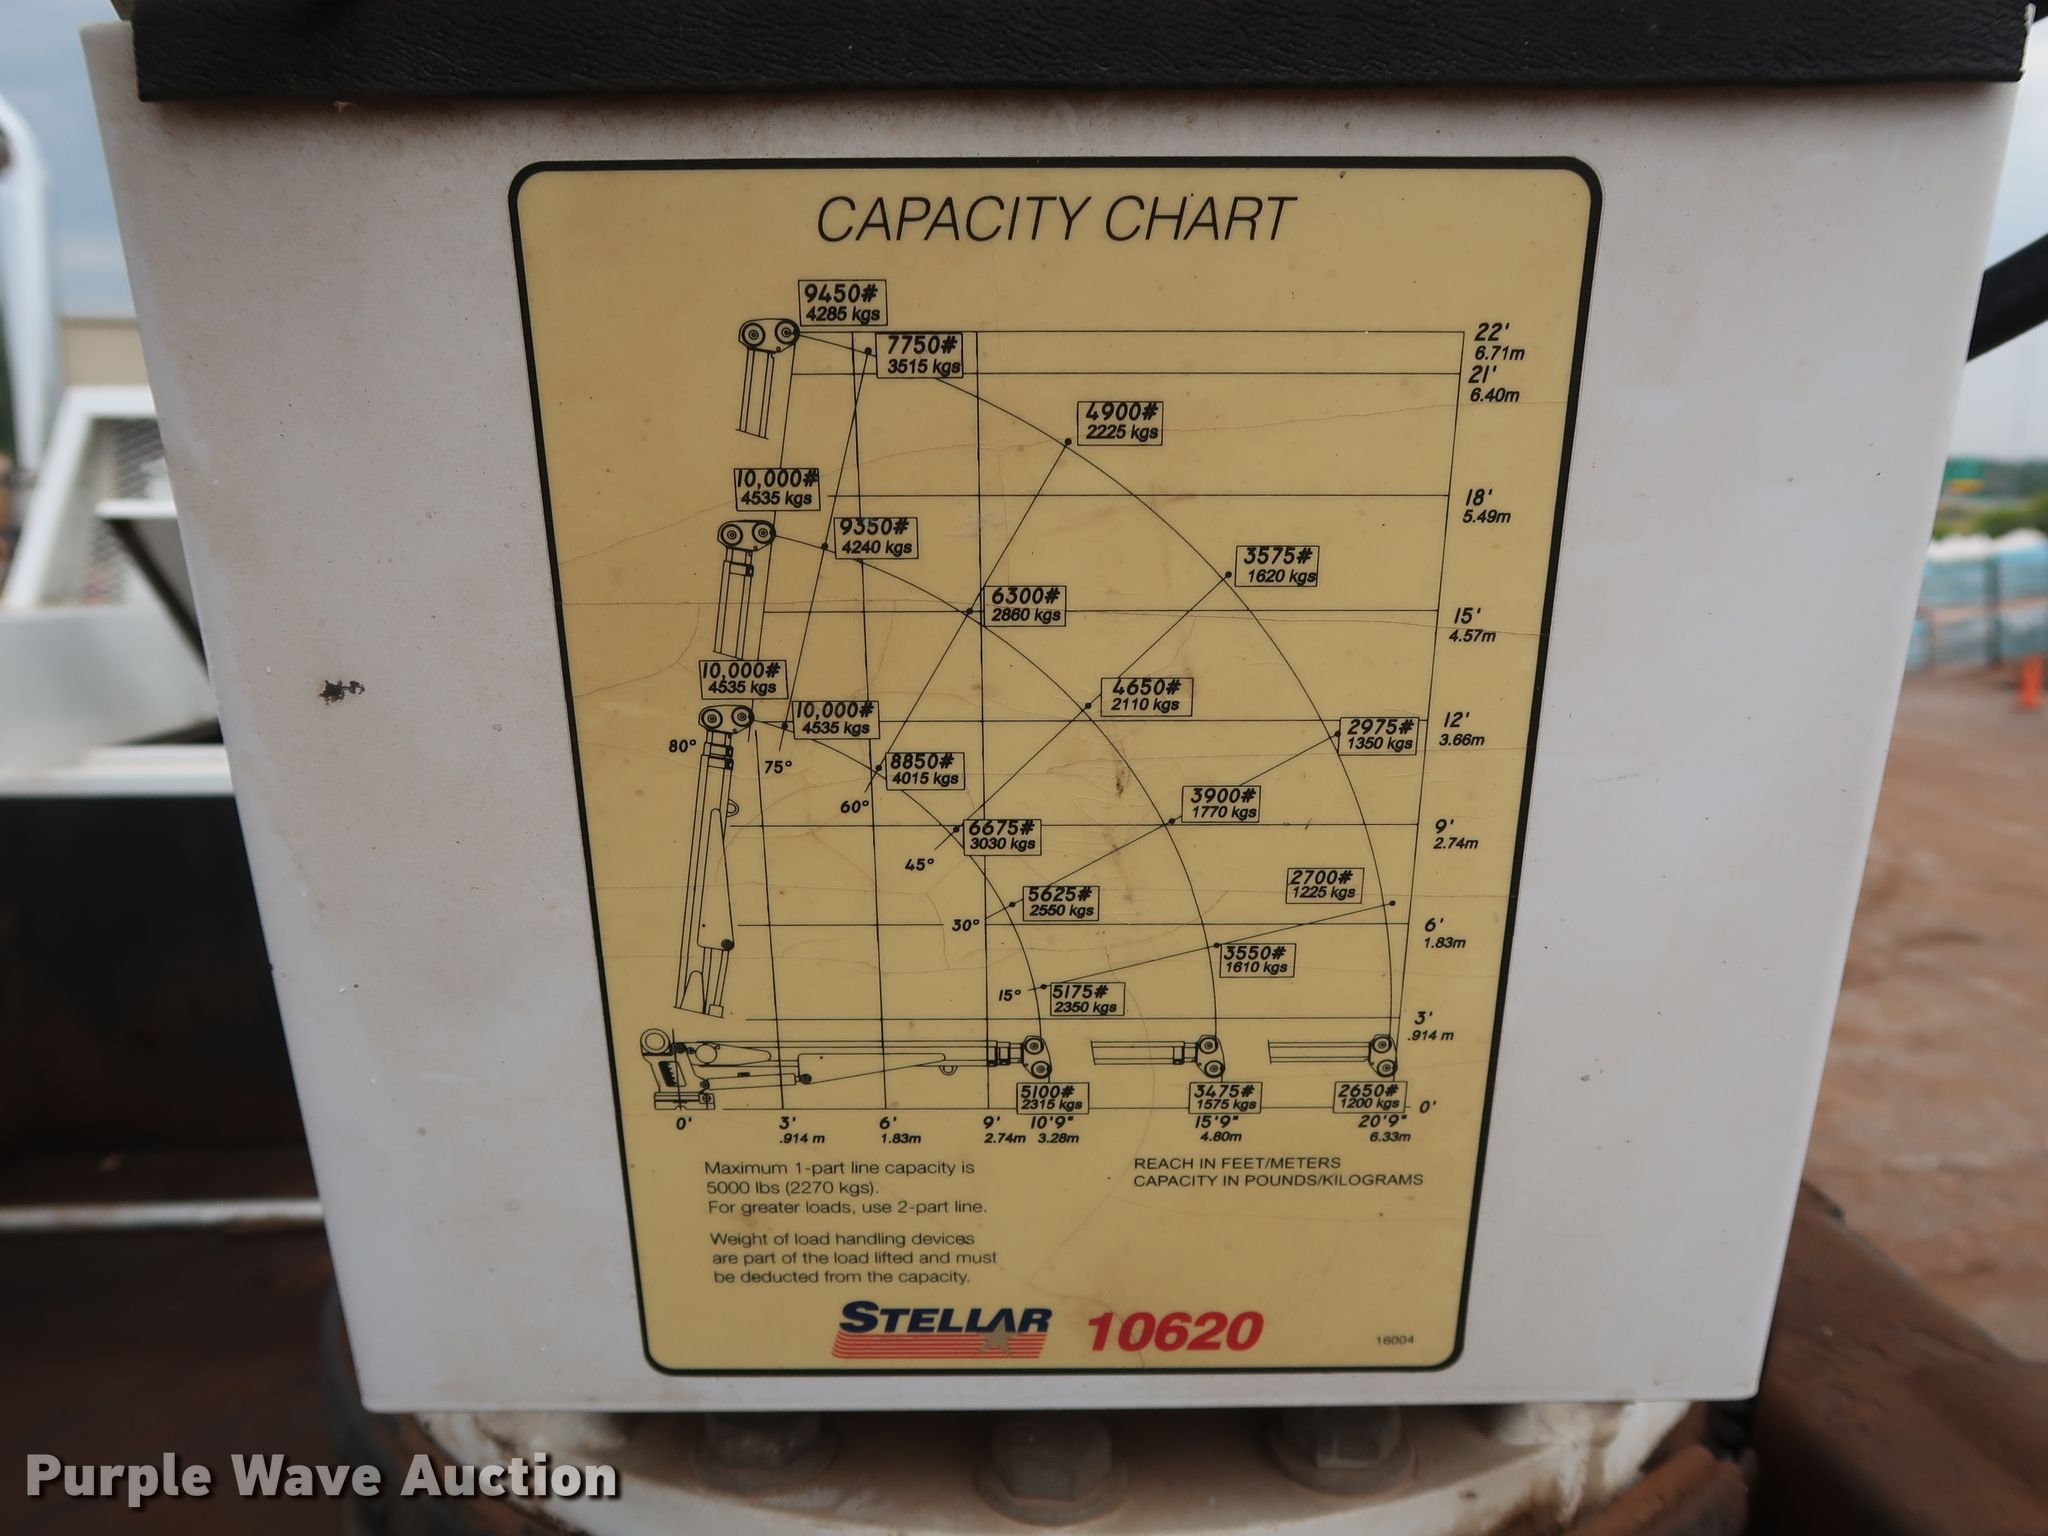 CAPACITY CHART
9450#
4285 kgs
7750#
3515 kgs
22'
6.71m
21'
6.40m
4900#
2225 kgs
10,000#
4535 kgs
18'
5.49m
9350#
4240 kgs
3575#
1620 kgs
6300#
2860 kgs
15'
4.57m
10,000#
4535 kgs
4650#
2110 kgs
10,000#
4535 kgs
12'
3.66m
2975#
1350 kgs
80°
75°
8850#
4015 kgs
60°
3900#
1770 kgs
6675#
3030 kgs
9'
2.74m
45°
2700#
1225 kgs
5625#
2550 kgs
30°
6'
1.83m
3550#
1610 kgs
15°
5175#
2350 kgs
3'
.914 m
5100#
2315 kgs
3475#
1575 kgs
2650#
1200 kgs
0'
0'
3'
.914 m
6'
1.83m
9'
2.74m
10'9"
3.28m
15'9"
4.80m
20'9"
6.33m
Maximum 1-part line capacity is
5000 lbs (2270 kgs).
For greater loads, use 2-part line.
REACH IN FEET/METERS
CAPACITY IN POUNDS/KILOGRAMS
Weight of load handling devices
are part of the load lifted and must
be deducted from the capacity.
STELLAR 10620
16004
Purple Wave Auction